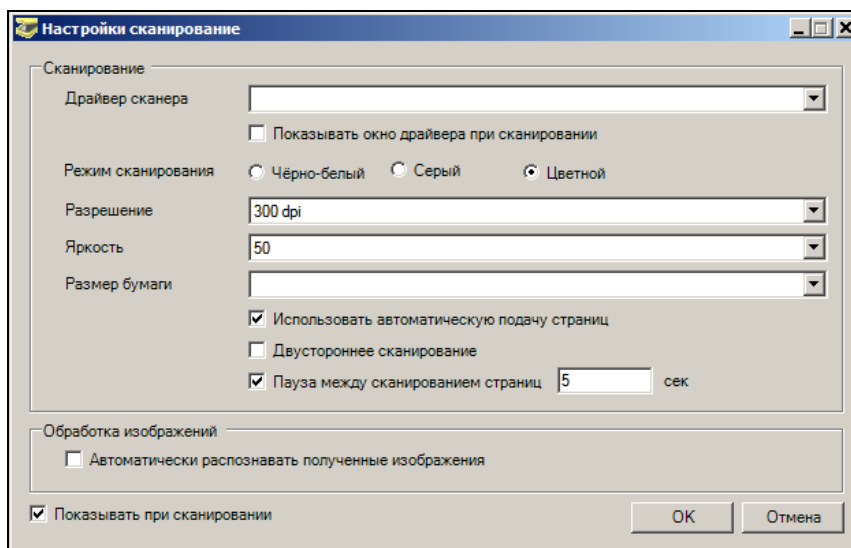 Настройки сканирование
Сканирование
Драйвер сканера
Показывать окно драйвера при сканировании
Режим сканирования Чёрно-белый Серый Цветной
Разрешение 300 dpi
Яркость 50
Размер бумаги
Использовать автоматическую подачу страниц
Двустороннее сканирование
Пауза между сканированием страниц 5 сек
Обработка изображений
Автоматически распознавать полученные изображения
Показывать при сканировании OK Отмена